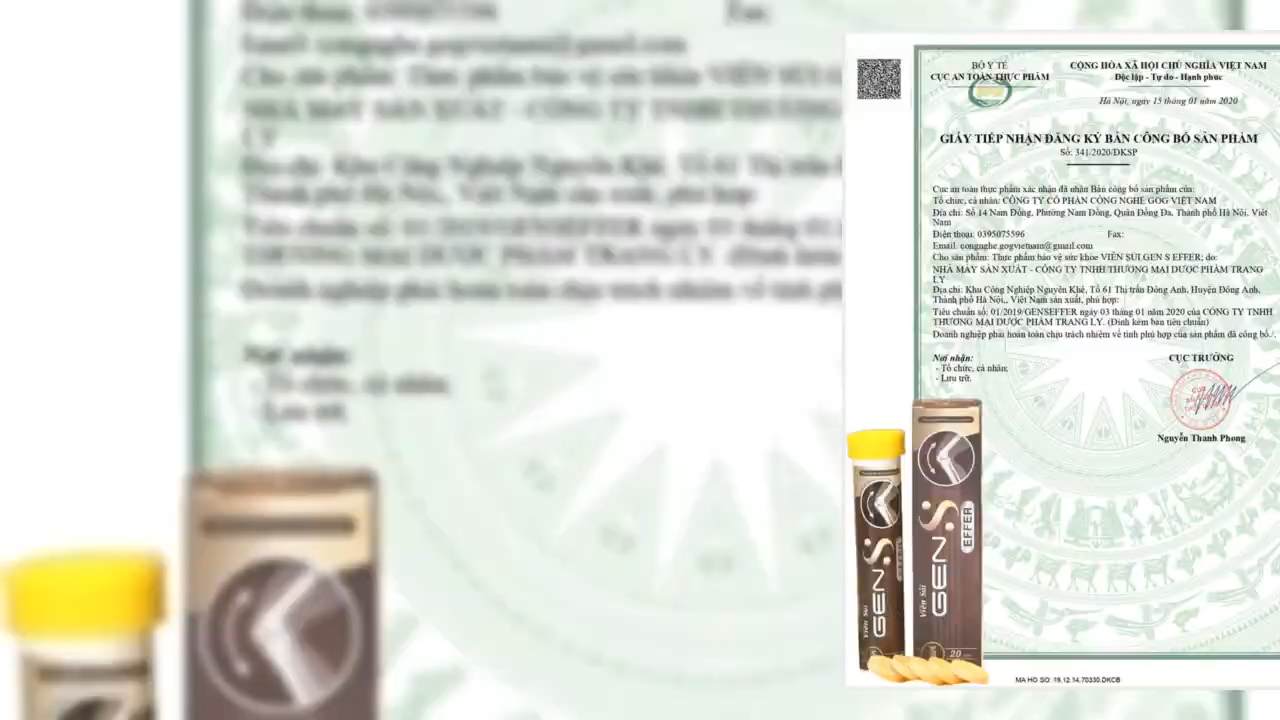 BỘ Y TẾ
CỤC AN TOÀN THỰC PHẨM
CỘNG HÒA XÃ HỘI CHỦ NGHĨA VIỆT NAM
Độc lập - Tự do - Hạnh phúc
Hà Nội, ngày 15 tháng 01 năm 2020
GIẤY TIẾP NHẬN ĐĂNG KÝ BẢN CÔNG BỐ SẢN PHẨM
Số: 341/2020/ĐKSP
Cục an toàn thực phẩm xác nhận đã nhận Bản công bố sản phẩm của:
Tổ chức, cá nhân: CÔNG TY CỔ PHẦN CÔNG NGHỆ GOG VIỆT NAM
Địa chỉ: Số 14 Nam Đồng, Phường Nam Đồng, Quận Đống Đa, Thành phố Hà Nội, Việt
Nam
Điện thoại: 0395075596 Fax:
Email: congnghe.gogvietnam@gmail.com
Cho sản phẩm: Thực phẩm bảo vệ sức khỏe VIÊN SỦI GEN S EFFER; do:
NHÀ MÁY SẢN XUẤT - CÔNG TY TNHH THƯƠNG MẠI DƯỢC PHẨM TRANG
LY
Địa chỉ: Khu Công Nghiệp Nguyên Khê, Tổ 61 Thị trấn Đông Anh, Huyện Đông Anh,
Thành phố Hà Nội,, Việt Nam sản xuất, phù hợp:
Tiêu chuẩn số: 01/2019/GENSEFFER ngày 03 tháng 01 năm 2020 của CÔNG TY TNHH
THƯƠNG MẠI DƯỢC PHẨM TRANG LY. (Đính kèm bản tiêu chuẩn)
Doanh nghiệp phải hoàn toàn chịu trách nhiệm về tính phù hợp của sản phẩm đã công bố./.
Nơi nhận:
- Tổ chức, cá nhân;
- Lưu trữ.
CỤC TRƯỞNG
Nguyễn Thanh Phong
Viên Sủi
GEN S
EFFER
Viên Sủi
GEN S
EFFER
20
MA HO SO: 19.12.14.70330.DKCB